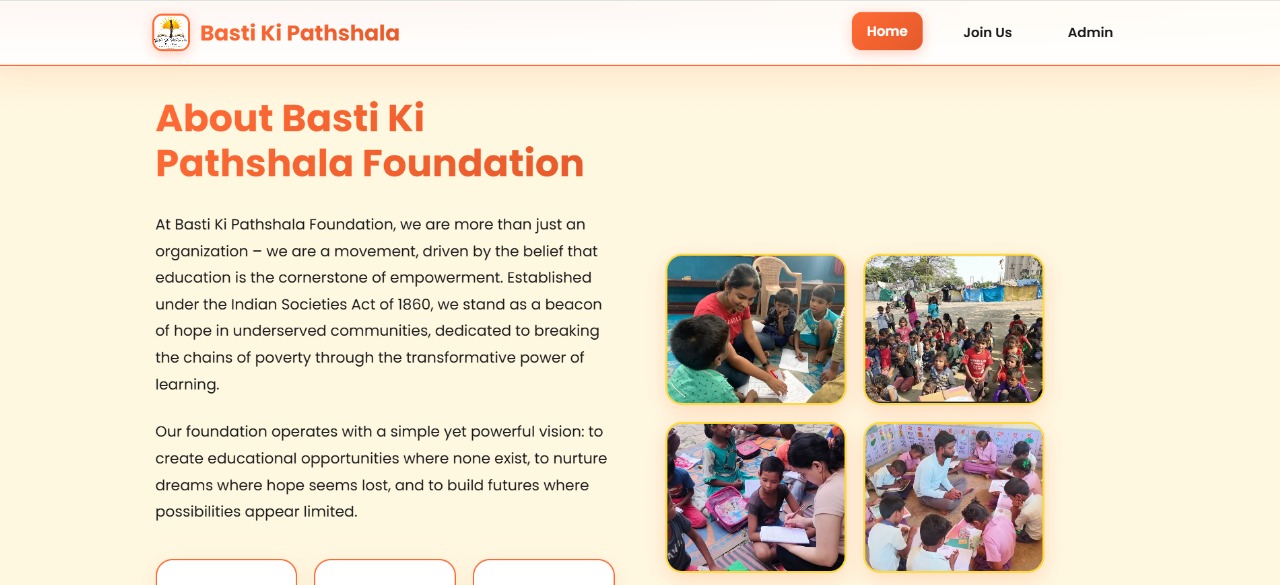 Basti Ki Pathshala
Home
Join Us
Admin
About Basti Ki
Pathshala Foundation
At Basti Ki Pathshala Foundation, we are more than just an
organization – we are a movement, driven by the belief that
education is the cornerstone of empowerment. Established
under the Indian Societies Act of 1860, we stand as a beacon
of hope in underserved communities, dedicated to breaking
the chains of poverty through the transformative power of
learning.
Our foundation operates with a simple yet powerful vision: to
create educational opportunities where none exist, to nurture
dreams where hope seems lost, and to build futures where
possibilities appear limited.